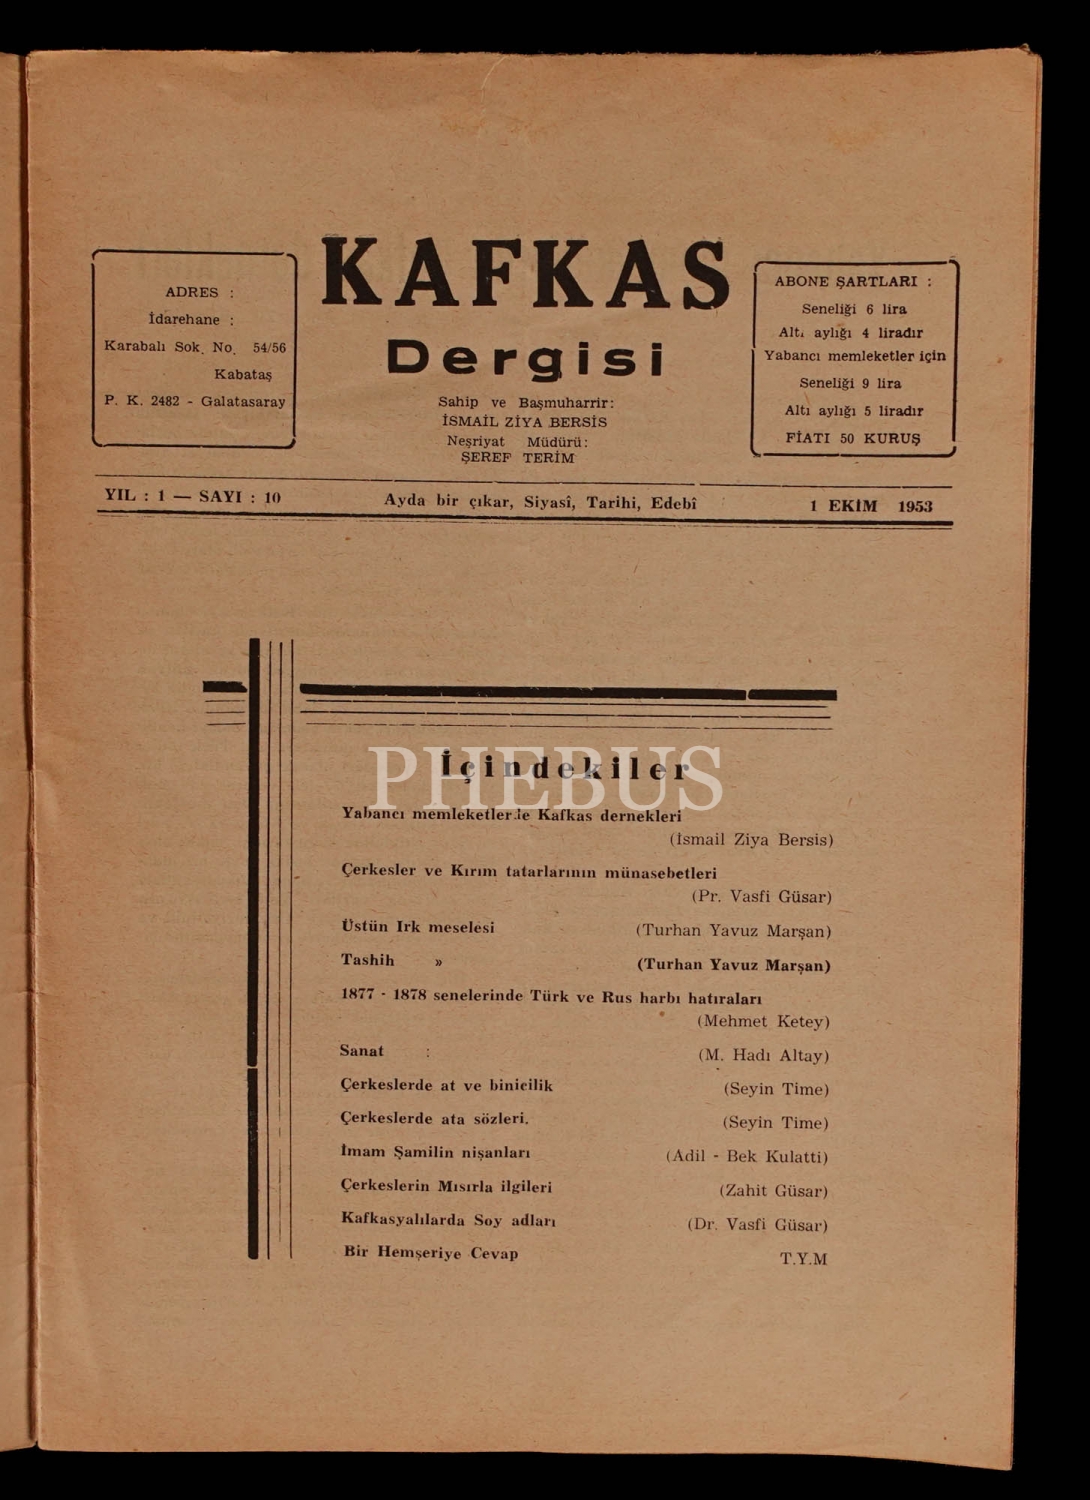 KAFKAS
Dergisi
ADRES :
İdarehane :
Karabalı Sok. No. 54/56
Kabataş
P. K. 2482 - Galatasaray
Sahip ve Başmuharrir:
İSMAİL ZİYA BERSİS
Neşriyat Müdürü:
ŞEREF TERİM
ABONE ŞARTLARI :
Seneliği 6 lira
Altı aylığı 4 liradır
Yabancı memleketler için
Seneliği 9 lira
Altı aylığı 5 liradır
FİATI 50 KURUŞ
YIL : 1 — SAYI : 10 Ayda bir çıkar, Siyasî, Tarihi, Edebî 1 EKİM 1953
İçindekiler
PHEBUS
Yabancı memleketlerde Kafkas dernekleri
(İsmail Ziya Bersis)
Çerkesler ve Kırım tatarlarının münasebetleri
(Pr. Vasfi Güsar)
Üstün Irk meselesi (Turhan Yavuz Marşan)
Tashih » (Turhan Yavuz Marşan)
1877 - 1878 senelerinde Türk ve Rus harbı hatıraları
(Mehmet Ketey)
Sanat : (M. Hadı Altay)
Çerkeslerde at ve binicilik (Seyin Time)
Çerkeslerde ata sözleri. (Seyin Time)
İmam Şamilin nişanları (Adil - Bek Kulatti)
Çerkeslerin Mısırla ilgileri (Zahit Güsar)
Kafkasyalılarda Soy adları (Dr. Vasfi Güsar)
Bir Hemşeriye Cevap T.Y.M